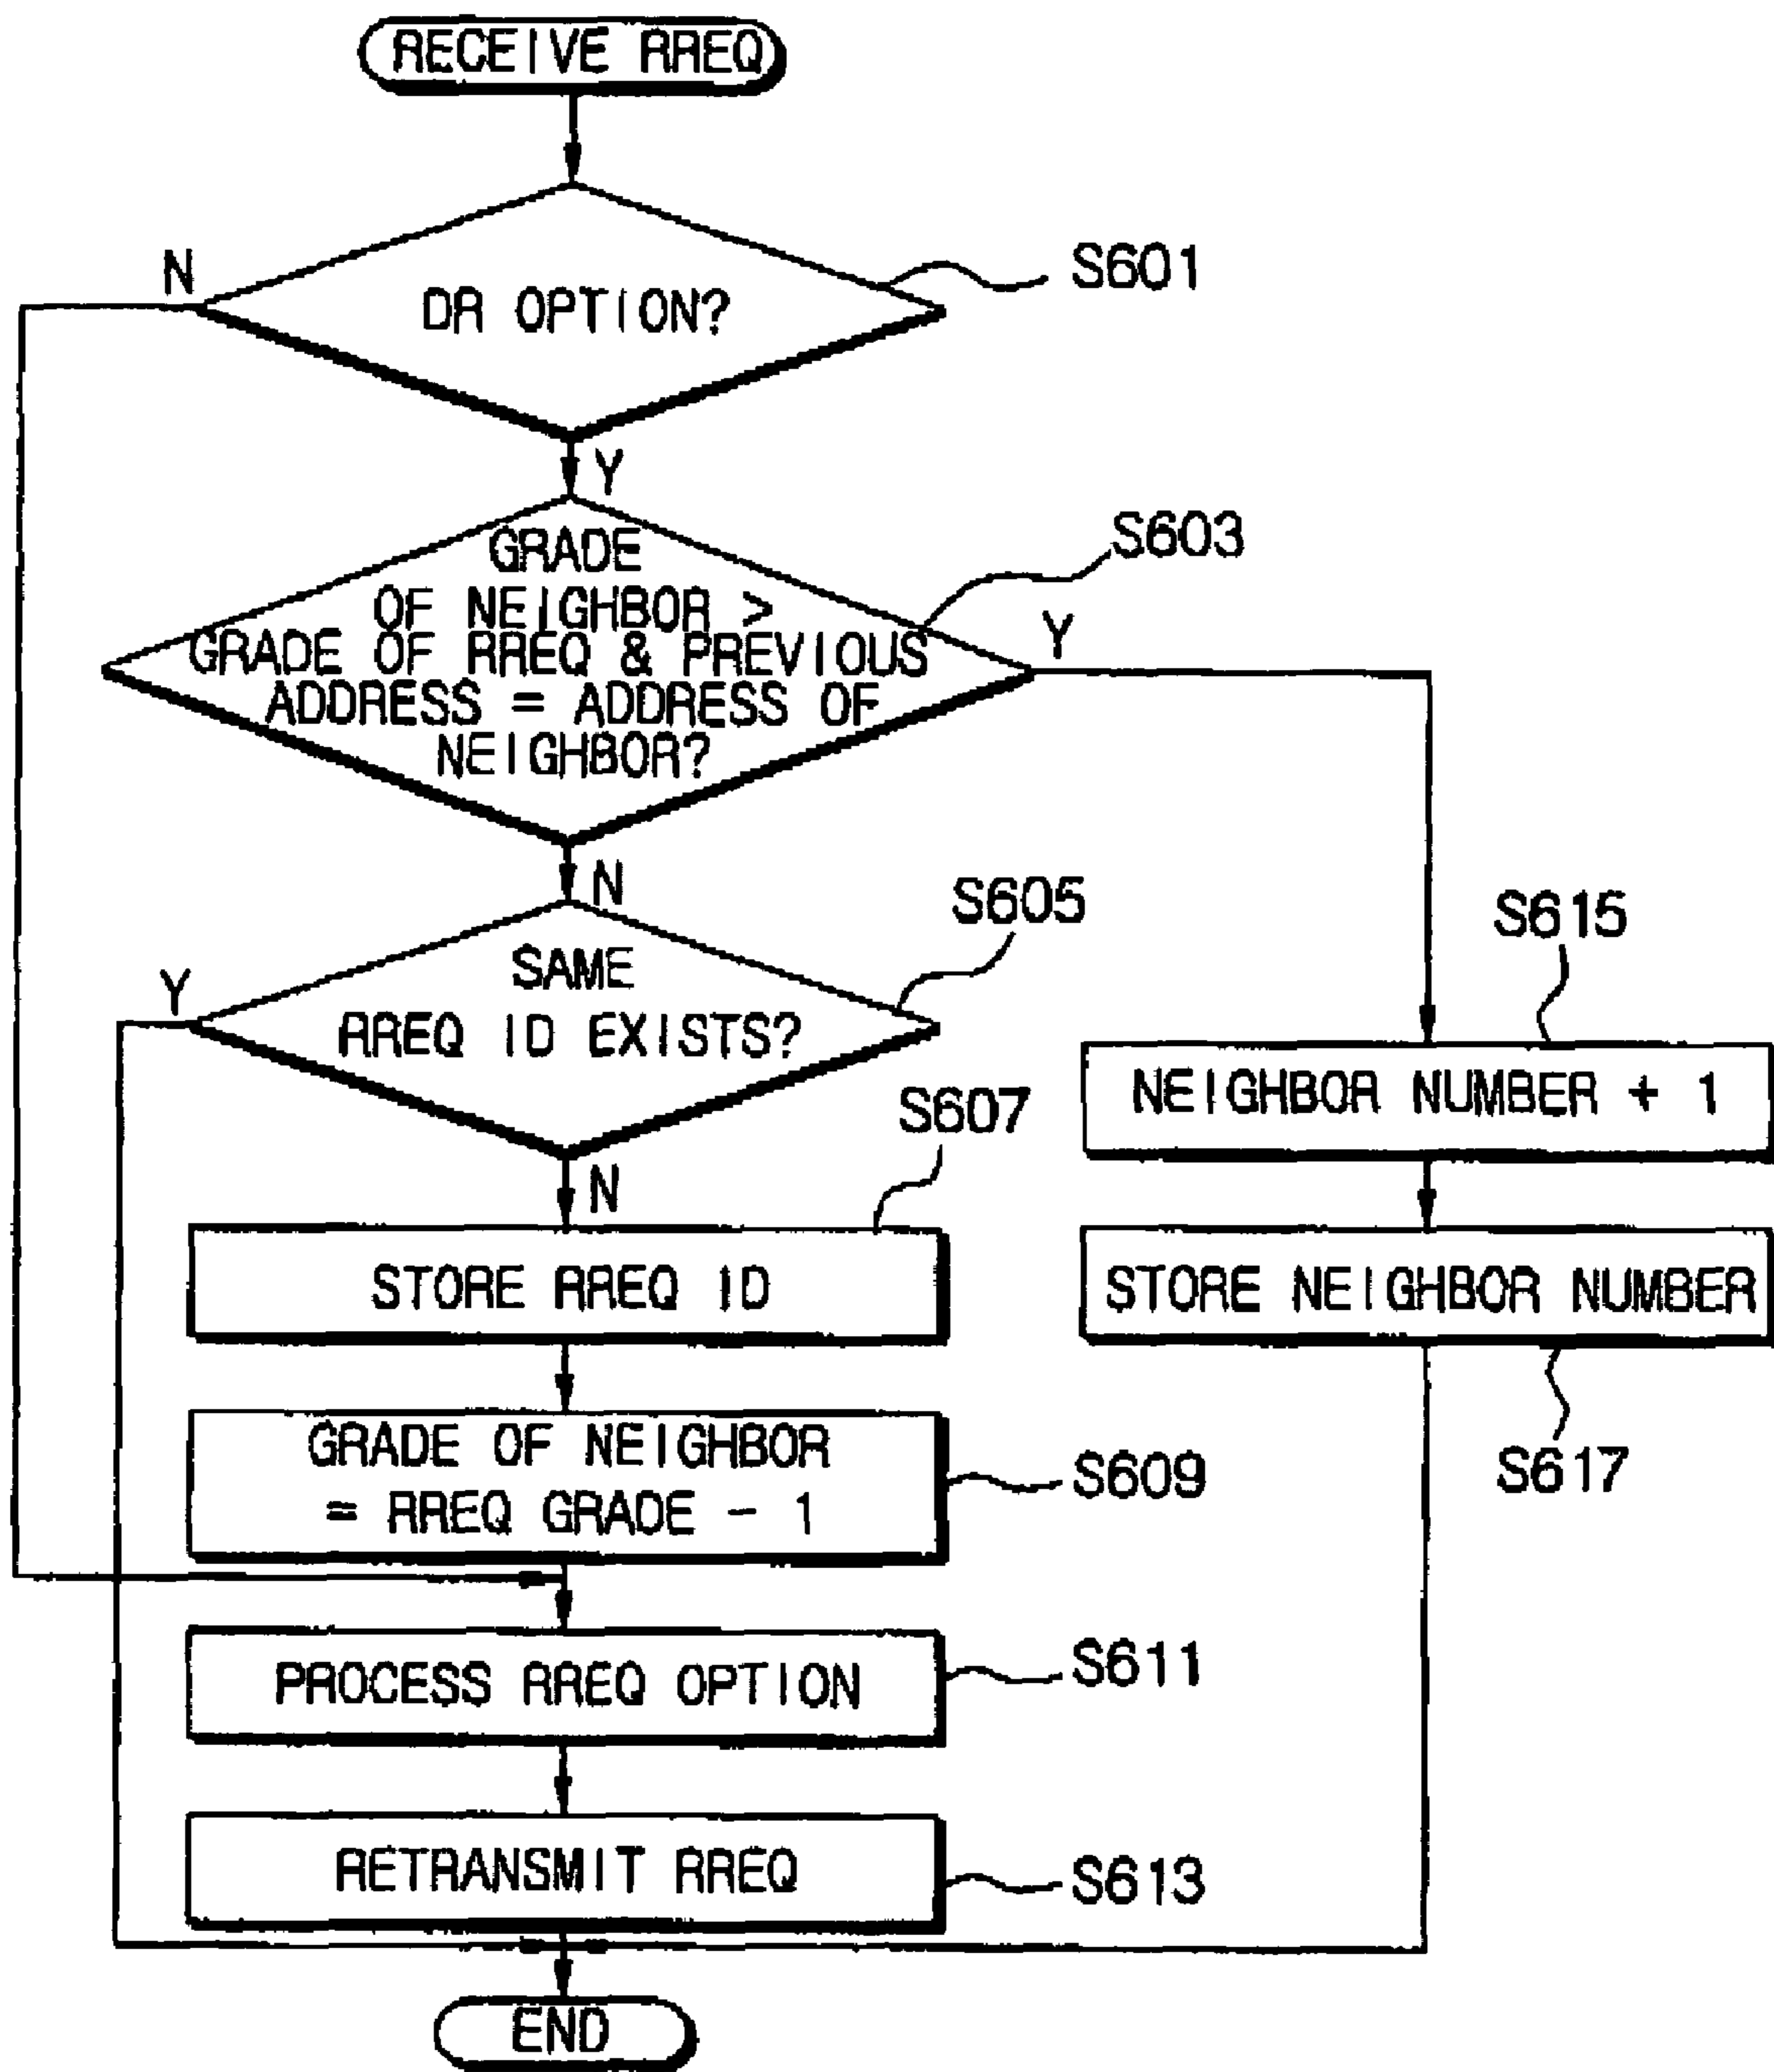 RECEIVE RREQ
N
S601
DR OPTION?
Y
GRADE
S603
OF NEIGHBOR >
Y
GRADE OF RREQ & PREVIOUS
ADDRESS = ADDRESS OF
NEIGHBOR?
N
S605
S615
SAME
Y
RREQ ID EXISTS?
NEIGHBOR NUMBER + 1
S607
N
STORE RREQ ID
STORE NEIGHBOR NUMBER
GRADE OF NEIGHBOR
= RREQ GRADE - 1
S609
S617
PROCESS RREQ OPTION
S611
RETRANSMIT RREQ
S613
END